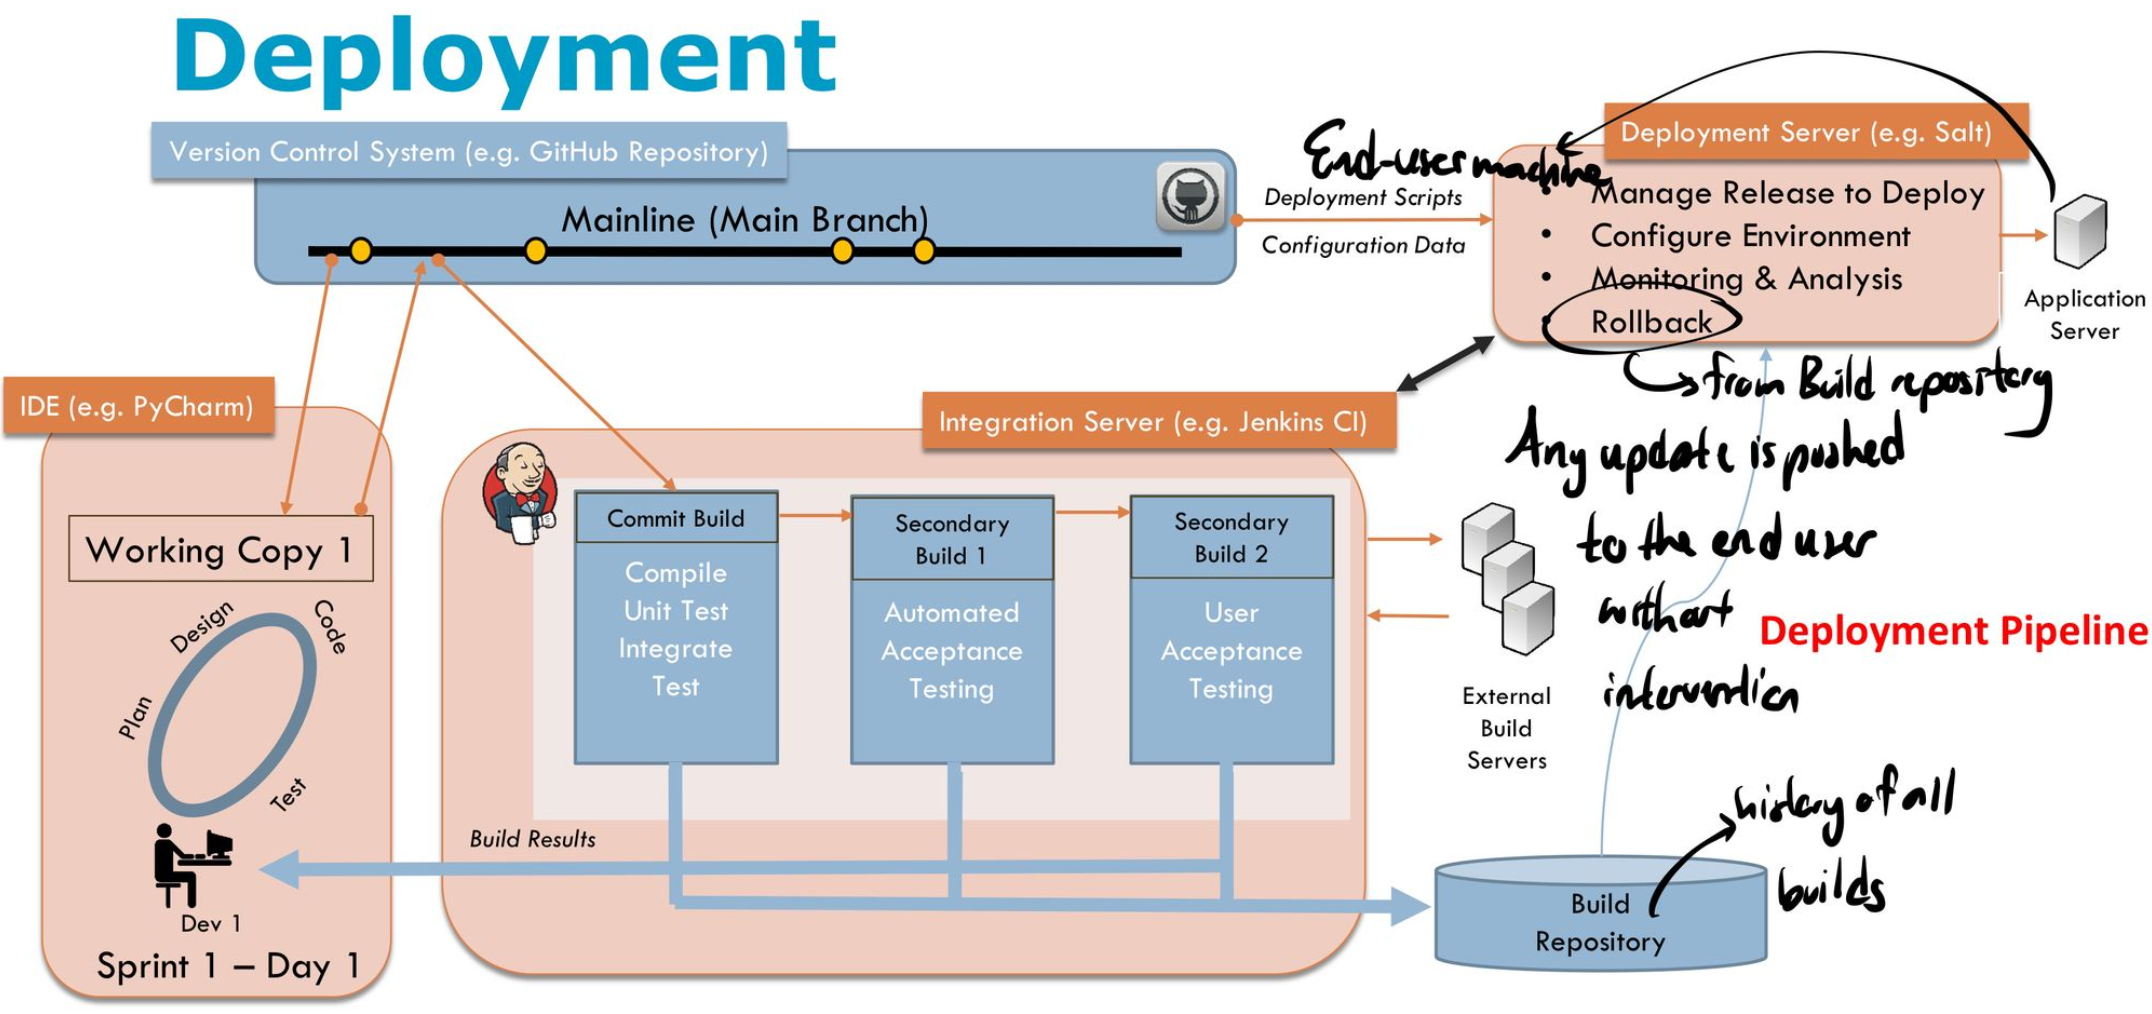 Deployment
Version Control System (e.g. GitHub Repository)
Mainline (Main Branch)
End-user machine
Deployment Scripts
Configuration Data
Deployment Server (e.g. Salt)
• Manage Release to Deploy
• Configure Environment
• Monitoring & Analysis
• Rollback
Application
Server
from Build repository
IDE (e.g. PyCharm)
Working Copy 1
Design
Code
Plan
Test
Dev 1
Sprint 1 – Day 1
Integration Server (e.g. Jenkins CI)
Commit Build
Compile
Unit Test
Integrate
Test
Secondary
Build 1
Automated
Acceptance
Testing
Secondary
Build 2
User
Acceptance
Testing
Build Results
External
Build
Servers
Any update is pushed
to the end user
without
intervention
Deployment Pipeline
history of all
builds
Build
Repository